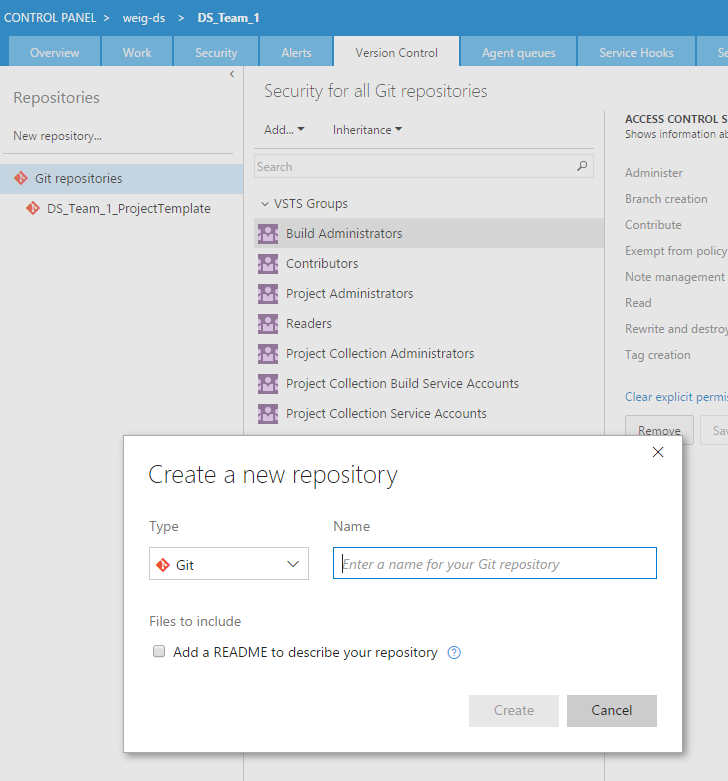 CONTROL PANEL > weig-ds > DS_Team_1
Overview Work Security Alerts Version Control Agent queues Service Hooks
Repositories
New repository...
Git repositories
DS_Team_1_ProjectTemplate
Security for all Git repositories
Add... Inheritance
Search
VSTS Groups
Build Administrators
Contributors
Project Administrators
Readers
Project Collection Administrators
Project Collection Build Service Accounts
Project Collection Service Accounts
ACCESS CONTROL S
Shows information ab
Administer
Branch creation
Contribute
Exempt from policy
Note management
Read
Rewrite and destroy
Tag creation
Clear explicit permis
Remove Sav
Create a new repository
Type Name
Git Enter a name for your Git repository
Files to include
Add a README to describe your repository ?
Create Cancel